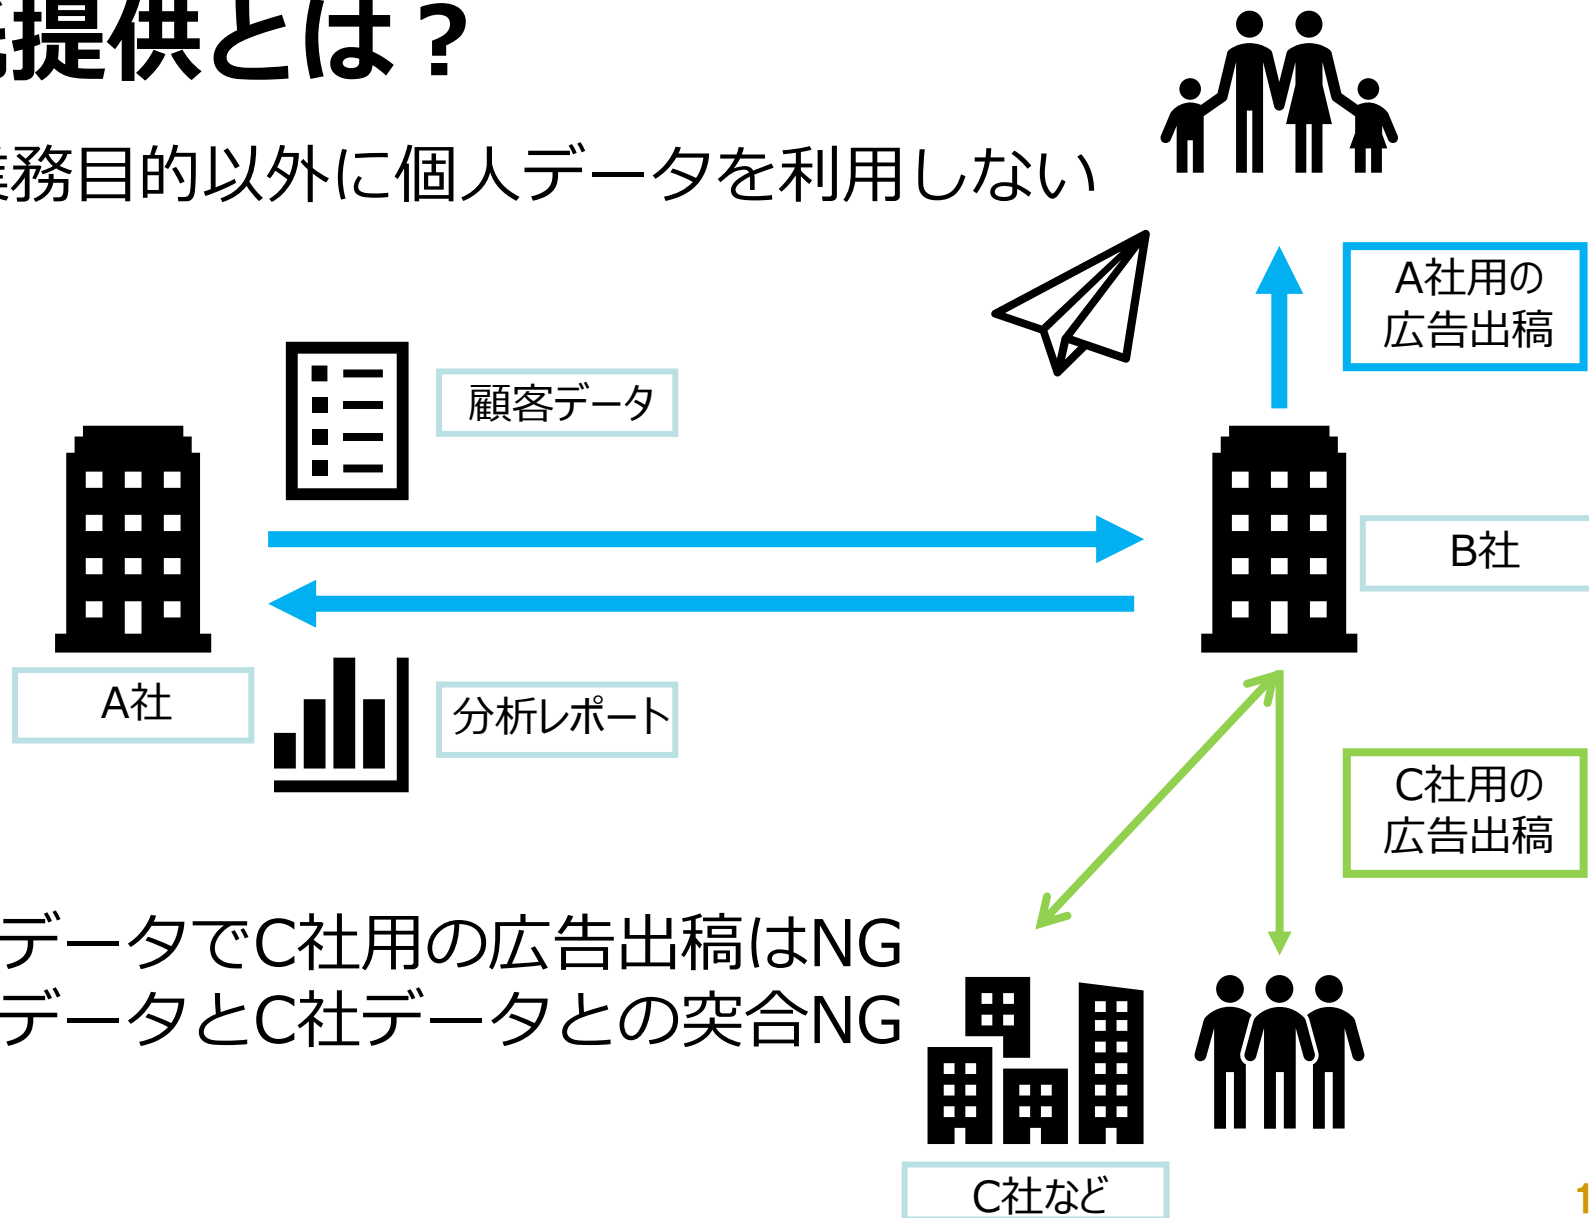 提供とは？
務目的以外に個人データを利用しない
A社用の
広告出稿
顧客データ
B社
A社
分析レポート
C社用の
広告出稿
データでC社用の広告出稿はNG
データとC社データとの突合NG
C社など
1